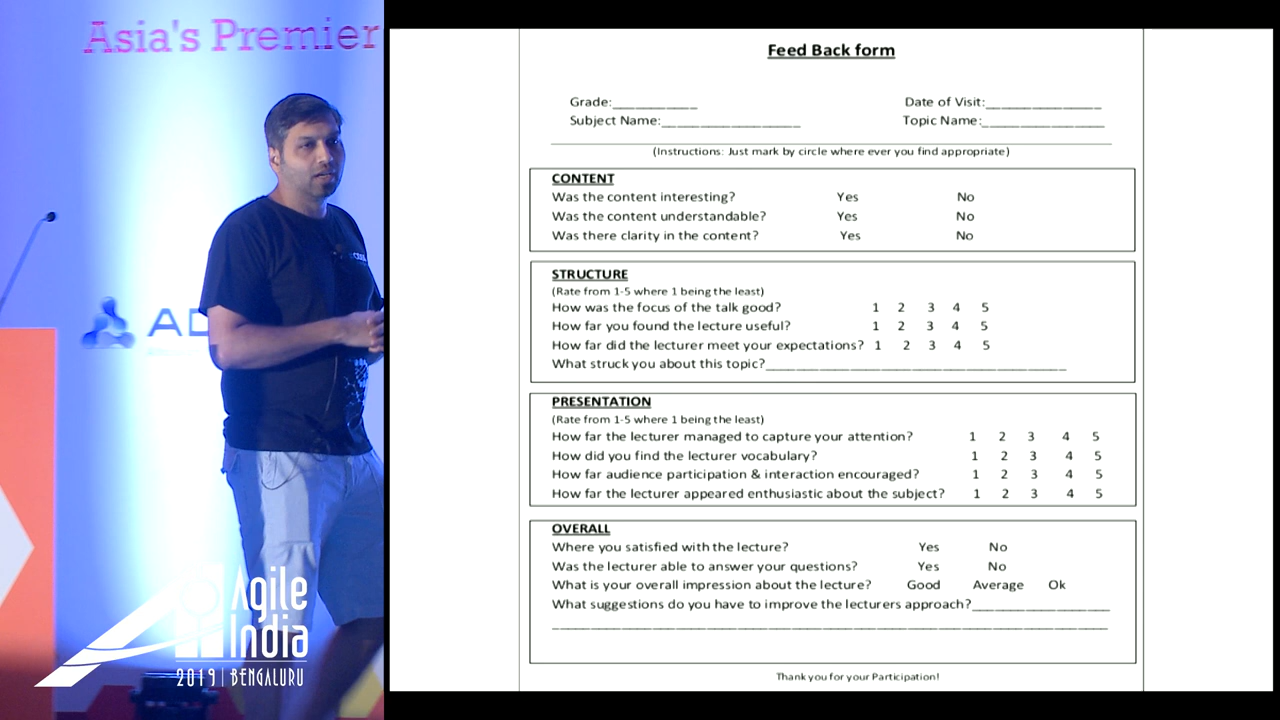 Asia's Premier
AD
Agile
India
2019 | BENGALURU
Feed Back form
Grade:___________ Date of Visit:_______________
Subject Name:__________________ Topic Name:________________
(Instructions: Just mark by circle where ever you find appropriate)
CONTENT
Was the content interesting? Yes No
Was the content understandable? Yes No
Was there clarity in the content? Yes No
STRUCTURE
(Rate from 1-5 where 1 being the least)
How was the focus of the talk good? 1 2 3 4 5
How far you found the lecture useful? 1 2 3 4 5
How far did the lecturer meet your expectations? 1 2 3 4 5
What struck you about this topic?_______________________________________
PRESENTATION
(Rate from 1-5 where 1 being the least)
How far the lecturer managed to capture your attention? 1 2 3 4 5
How did you find the lecturer vocabulary? 1 2 3 4 5
How far audience participation & interaction encouraged? 1 2 3 4 5
How far the lecturer appeared enthusiastic about the subject? 1 2 3 4 5
OVERALL
Where you satisfied with the lecture? Yes No
Was the lecturer able to answer your questions? Yes No
What is your overall impression about the lecture? Good Average Ok
What suggestions do you have to improve the lecturers approach?__________________
________________________________________________________________________
Thank you for your Participation!